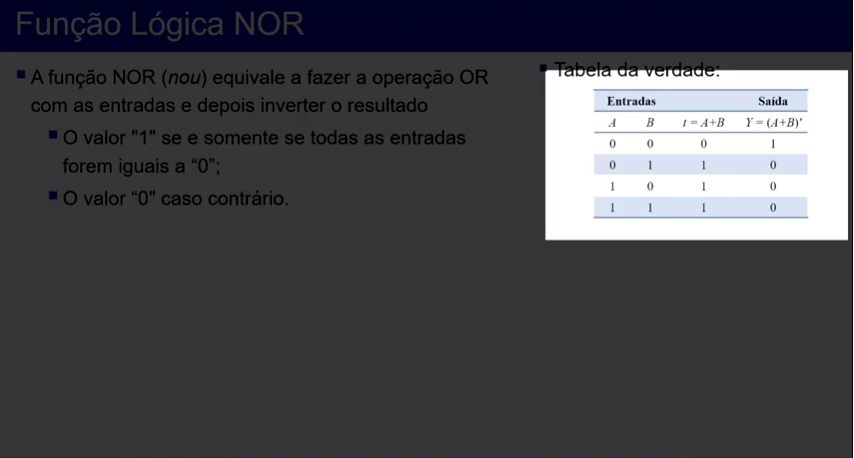 Função Lógica NOR
▪ A função NOR (nou) equivale a fazer a operação OR
com as entradas e depois inverter o resultado
▪ O valor "1" se e somente se todas as entradas
forem iguais a “0”;
▪ O valor “0" caso contrário.
▪ Tabela da verdade:
Entradas Saída
A B t = A+B Y = (A+B)'
0 0 0 1
0 1 1 0
1 0 1 0
1 1 1 0